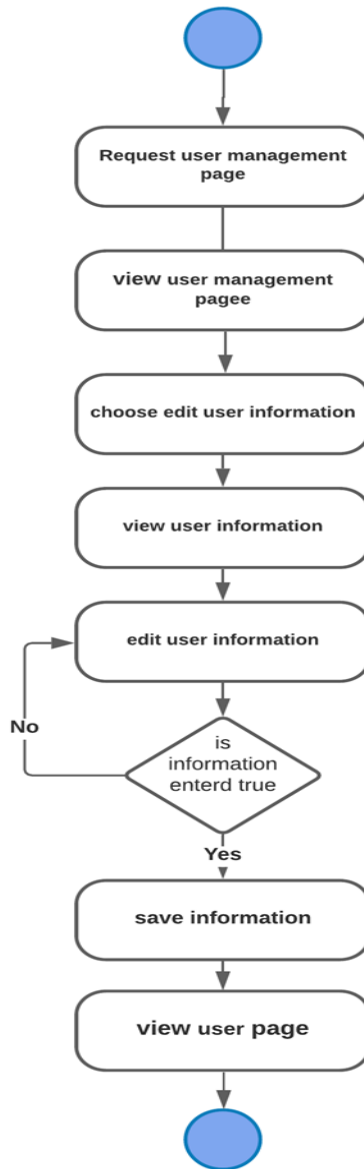 Request user management
page
view user management
pagee
choose edit user information
view user information
edit user information
No
is
information
enterd true
Yes
save information
view user page